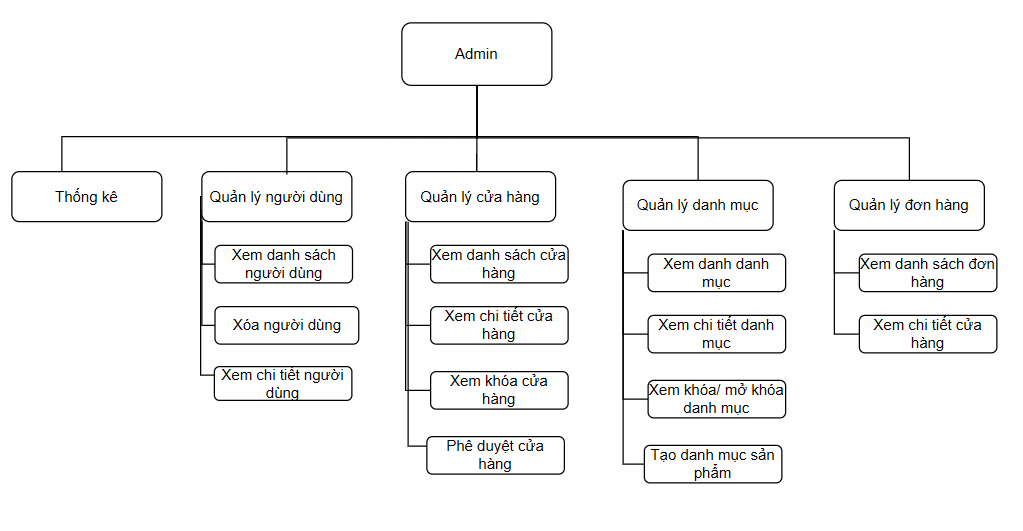 Admin
Thống kê
Quản lý người dùng
Xem danh sách
người dùng
Xóa người dùng
Xem chi tiết người
dùng
Quản lý cửa hàng
Xem danh sách cửa
hàng
Xem chi tiết cửa
hàng
Xem khóa cửa
hàng
Phê duyệt cửa
hàng
Quản lý danh mục
Xem danh danh
mục
Xem chi tiết danh
mục
Xem khóa/ mở khóa
danh mục
Tạo danh mục sản
phẩm
Quản lý đơn hàng
Xem danh sách đơn
hàng
Xem chi tiết cửa
hàng